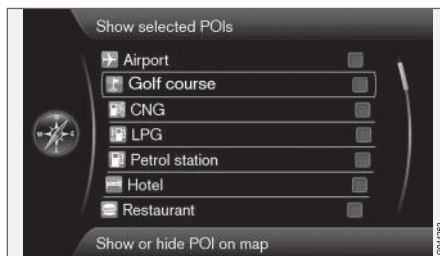 Show selected POIs
Airport
Golf course
CNG
LPG
Petrol station
Hotel
Restaurant
Show or hide POI on map